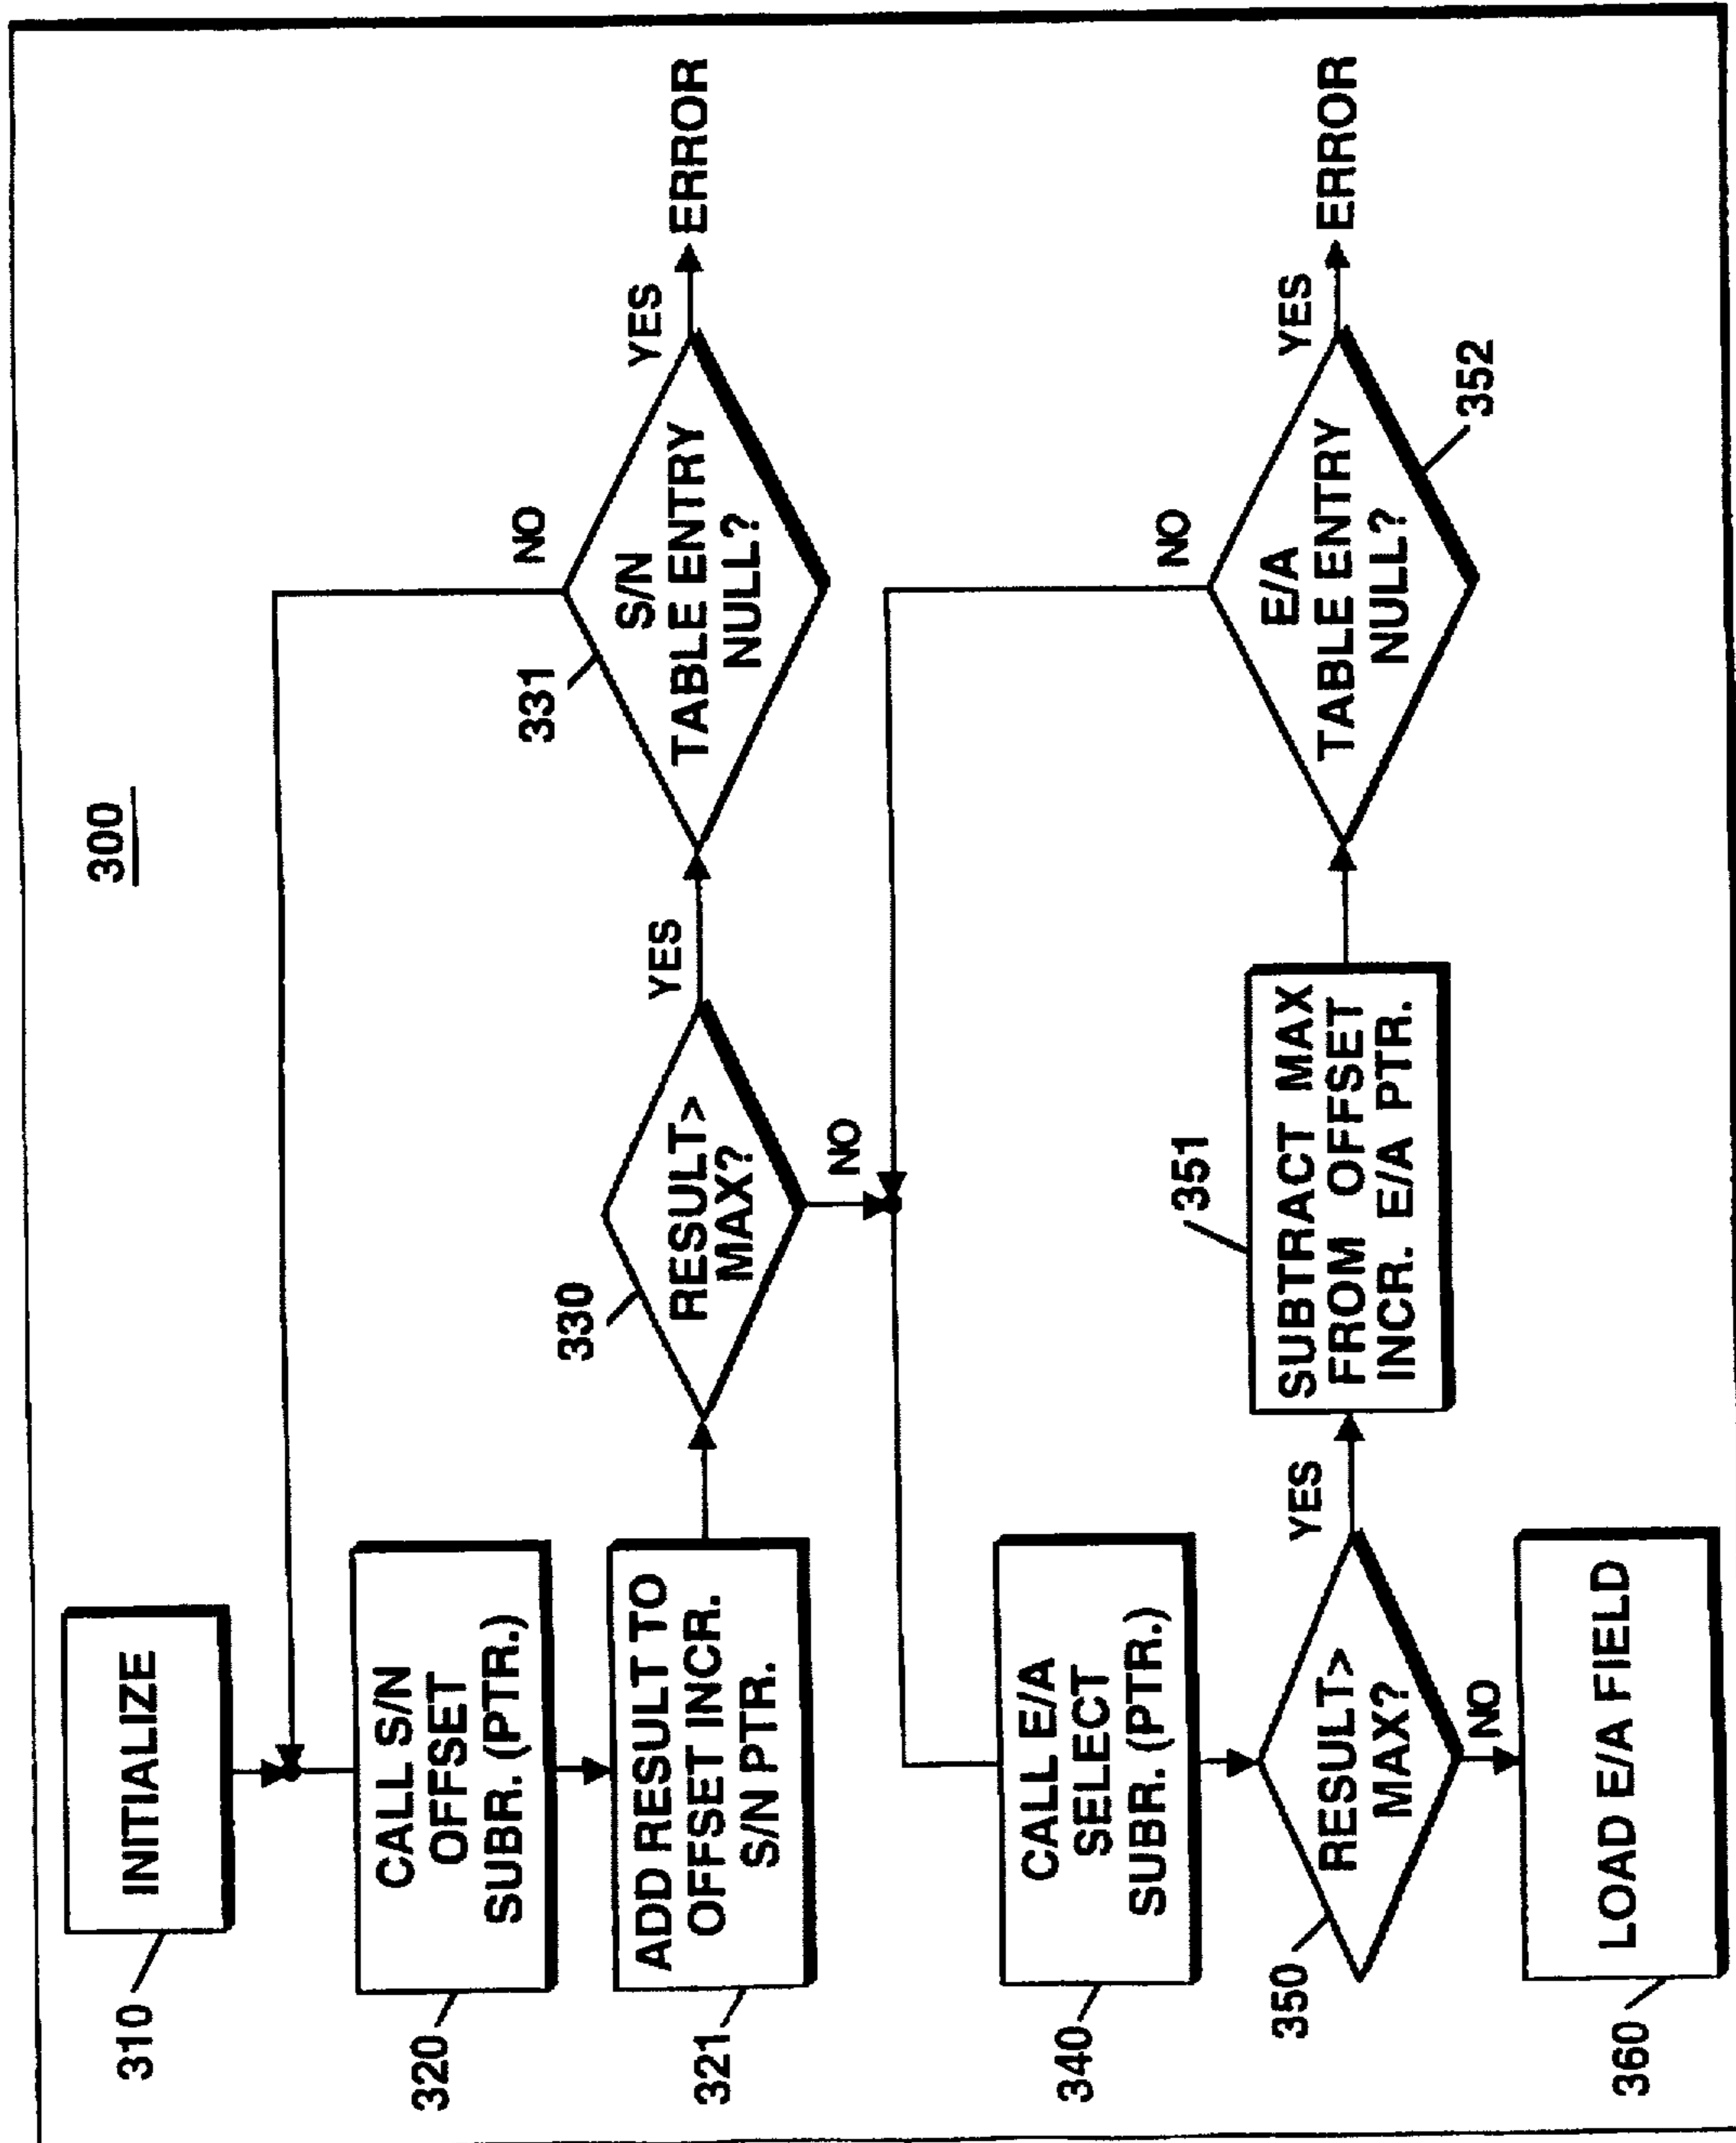 300
310
INITIALIZE
320
CALL S/N
OFFSET
SUBR. (PTR.)
321
ADD RESULT TO
OFFSET INCR.
S/N PTR.
330
RESULT>
MAX?
YES
NO
331
S/N
TABLE ENTRY
NULL?
NO
YES
ERROR
340
CALL E/A
SELECT
SUBR. (PTR.)
350
RESULT>
MAX?
YES
NO
351
SUBTRACT MAX
FROM OFFSET
INCR. E/A PTR.
E/A
TABLE ENTRY
NULL?
352
NO
YES
ERROR
360
LOAD E/A FIELD